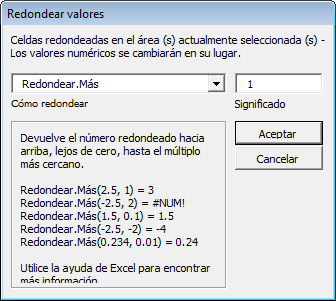 Redondear valores
Celdas redondeadas en el área (s) actualmente seleccionada (s) -
Los valores numéricos se cambiarán en su lugar.
Redondear.Más
1
Cómo redondear
Significado
Devuelve el número redondeado hacia
arriba, lejos de cero, hasta el múltiplo
más cercano.
Redondear.Más(2.5, 1) = 3
Redondear.Más(-2.5, 2) = #NUM!
Redondear.Más(1.5, 0.1) = 1.5
Redondear.Más(-2.5, -2) = -4
Redondear.Más(0.234, 0.01) = 0.24
Utilice la ayuda de Excel para encontrar
más información
Aceptar
Cancelar